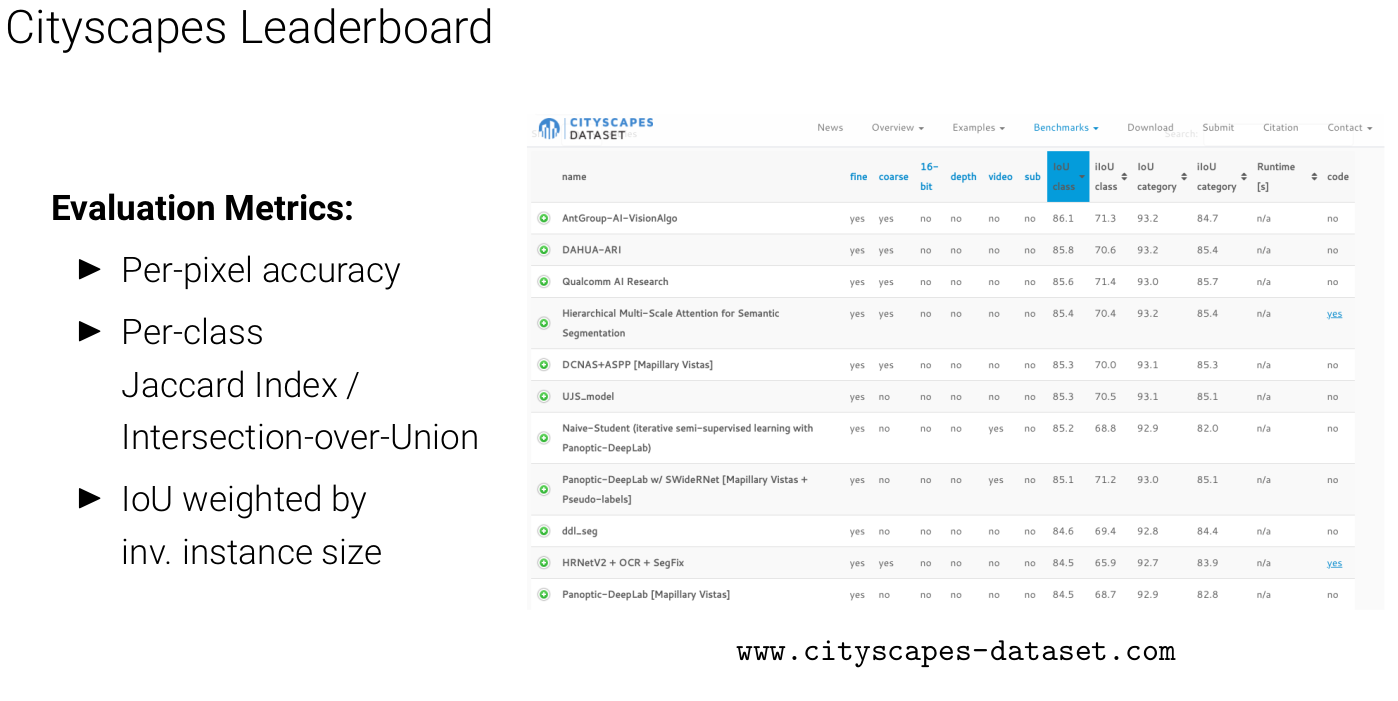 Cityscapes Leaderboard
Evaluation Metrics:
► Per-pixel accuracy
► Per-class
Jaccard Index /
Intersection-over-Union
► IoU weighted by
inv. instance size
CITYSCAPES
DATASET
News Overview Examples Benchmarks Download Submit Citation Contact
Search:
name fine coarse 16-bit depth video sub IoU class iIoU class IoU category iIoU category Runtime [s] code
AntGroup-AI-VisionAlgo yes yes no no no no 86.1 71.3 93.2 84.7 n/a no
DAHUA-ARI yes yes no no no no 85.8 70.6 93.2 85.4 n/a no
Qualcomm AI Research yes yes no no no no 85.6 71.4 93.0 85.7 n/a no
Hierarchical Multi-Scale Attention for Semantic
Segmentation yes yes no no no no 85.4 70.4 93.2 85.4 n/a yes
DCNAS+ASPP [Mapillary Vistas] yes yes no no no no 85.3 70.0 93.1 85.3 n/a no
UJS_model yes yes no no no no 85.3 70.5 93.1 85.1 n/a no
Naive-Student (iterative semi-supervised learning with
Panoptic-DeepLab) yes no no no yes no 85.2 68.8 92.9 82.0 n/a no
Panoptic-DeepLab w/ SWideRNet [Mapillary Vistas +
Pseudo-labels] yes no no no yes no 85.1 71.2 93.0 85.1 n/a no
ddl_seg yes no no no no no 84.6 69.4 92.8 84.4 n/a no
HRNetV2 + OCR + SegFix yes yes no no no no 84.5 65.9 92.7 83.9 n/a yes
Panoptic-DeepLab [Mapillary Vistas] yes no no no no no 84.5 68.7 92.9 82.8 n/a no
www.cityscapes-dataset.com